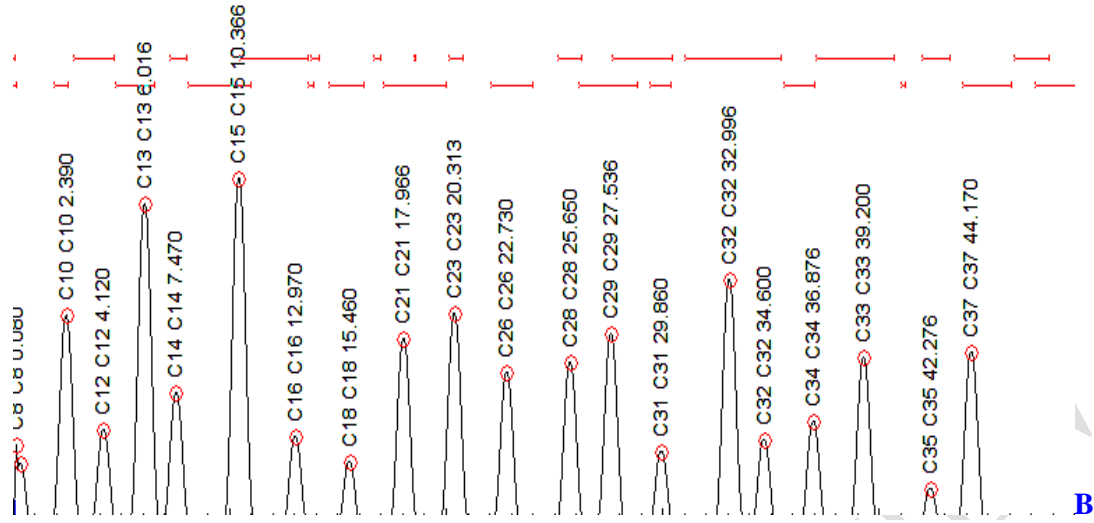 C8 C8 0.080
C10 C10 2.390
C12 C12 4.120
C13 C13 6.016
C14 C14 7.470
C15 C15 10.366
C16 C16 12.970
C18 C18 15.460
C21 C21 17.966
C23 C23 20.313
C26 C26 22.730
C28 C28 25.650
C29 C29 27.536
C31 C31 29.860
C32 C32 32.996
C32 C32 34.600
C34 C34 36.876
C33 C33 39.200
C35 C35 42.276
C37 C37 44.170
B